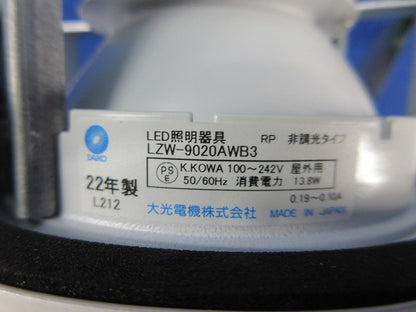 LED照明器具 RP 非調光タイプ
LZW-9020AWB3
DAIKO
PS E K.KOWA 100～242V 屋外用
22年製 50/60Hz 消費電力 13.8W
L212 0.19～0.10A
大光電機株式会社 MADE IN JAPAN